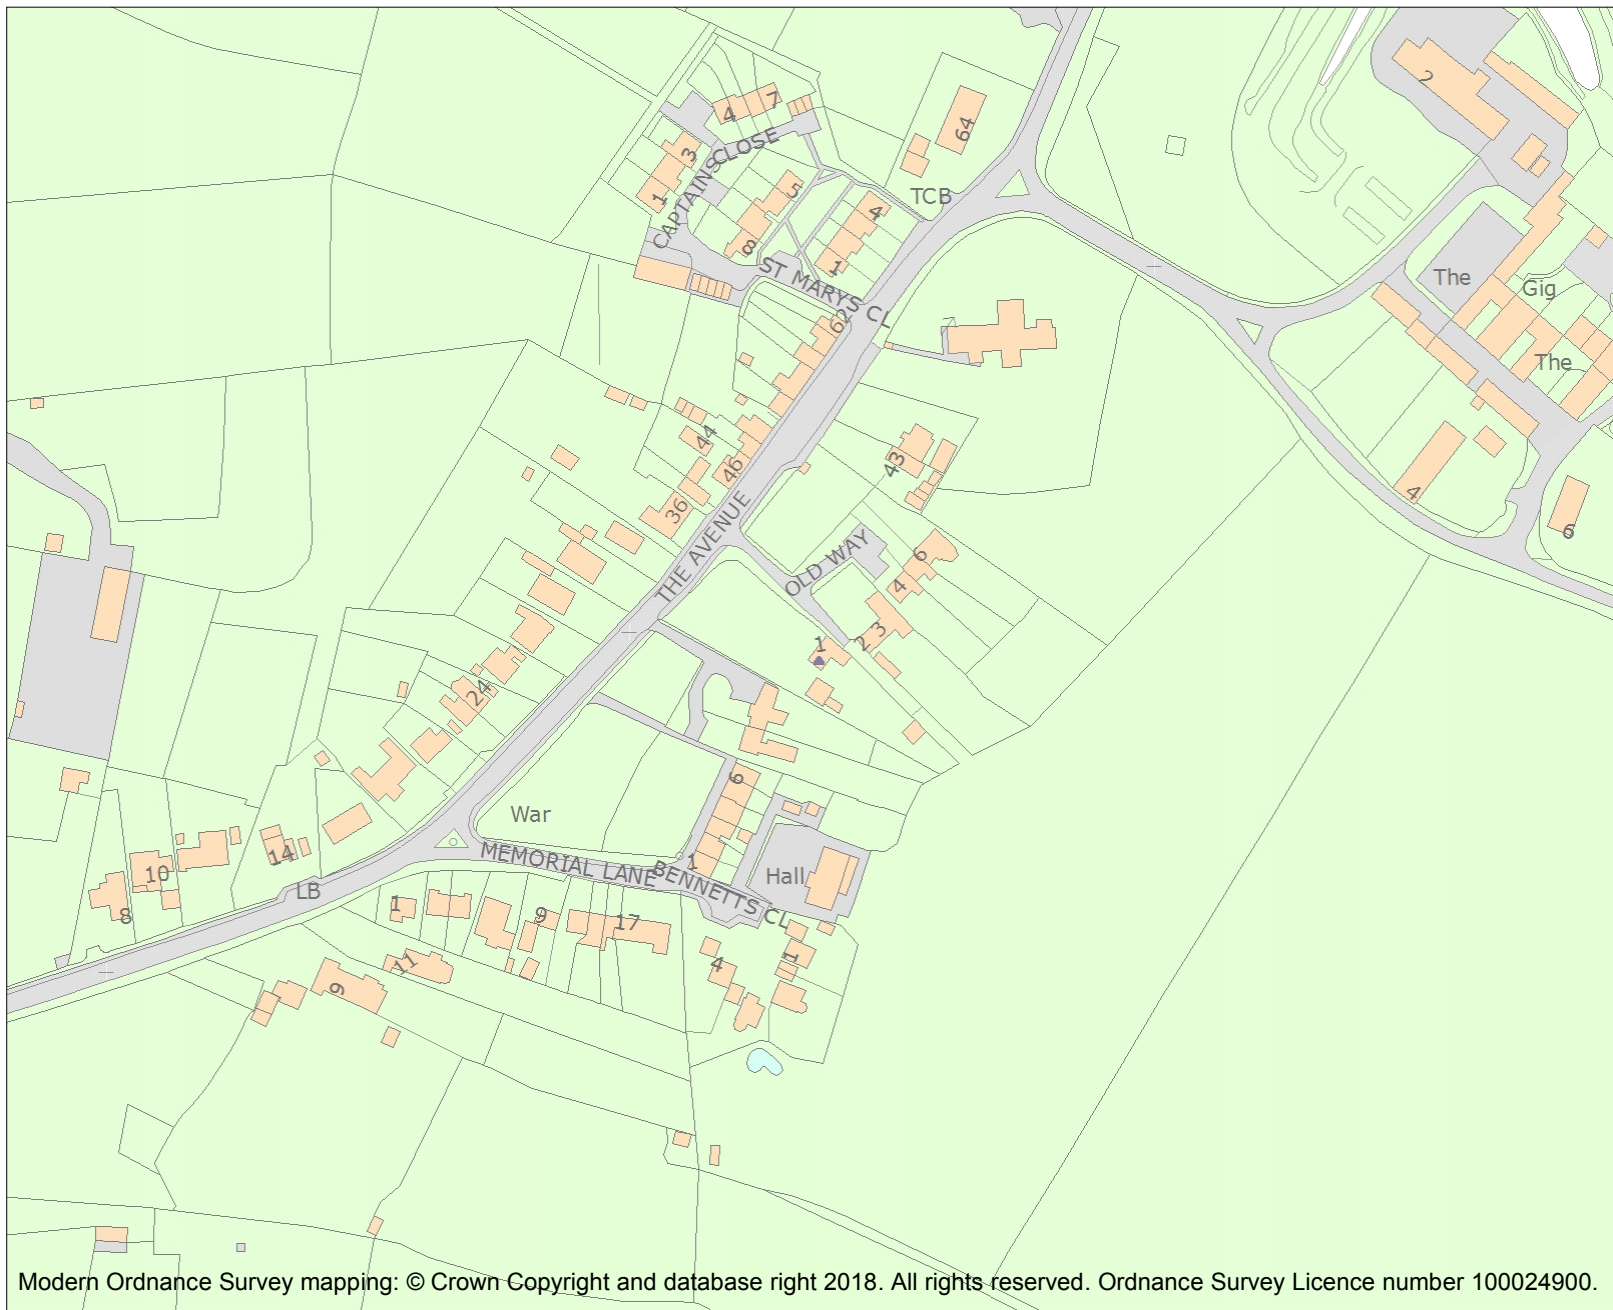 2
7
4
CLOSE
64
3
CAPTAINS
1
5
TCB
4
8
1
ST MARYS CL
62
The
Gig
The
44
46
43
36
4
THE AVENUE
OLD WAY
6
4
6
3
2
1
24
6
War
MEMORIAL LANE
1
BENNETTS CL
Hall
14
10
LB
8
1
9
17
11
9
4
1
Modern Ordnance Survey mapping: © Crown Copyright and database right 2018. All rights reserved. Ordnance Survey Licence number 100024900.